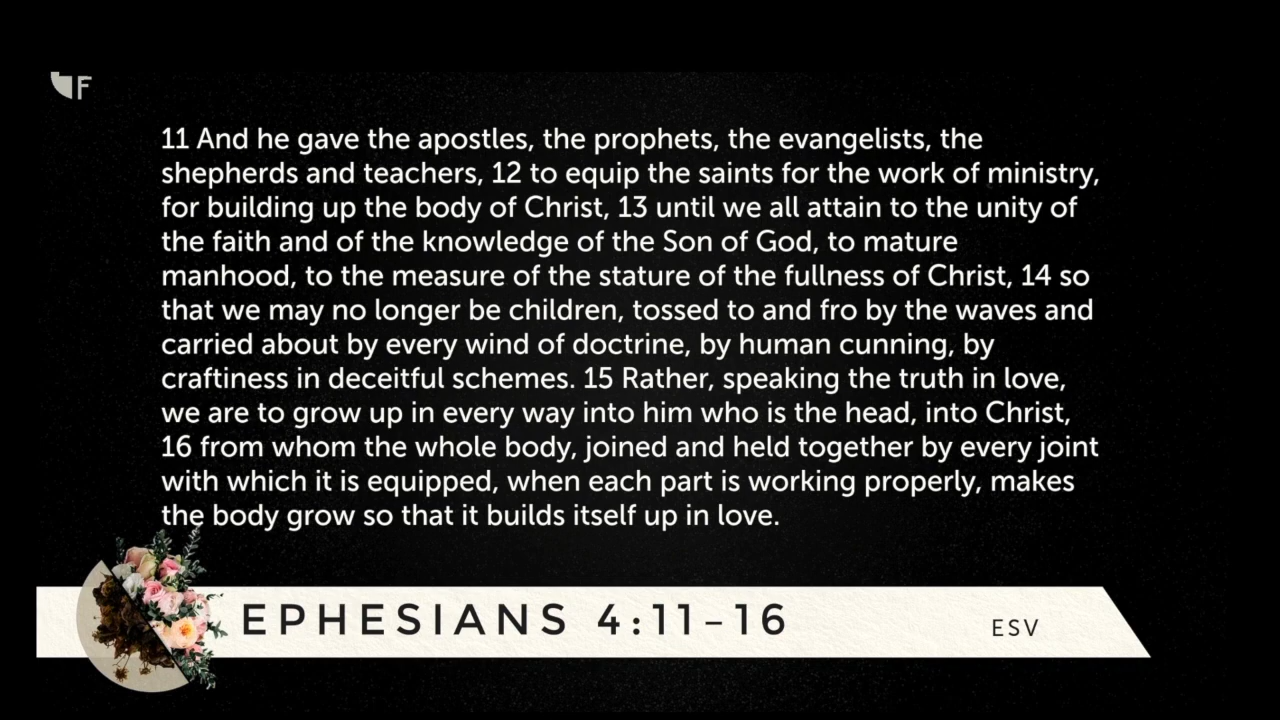 F
11 And he gave the apostles, the prophets, the evangelists, the
shepherds and teachers, 12 to equip the saints for the work of ministry,
for building up the body of Christ, 13 until we all attain to the unity of
the faith and of the knowledge of the Son of God, to mature
manhood, to the measure of the stature of the fullness of Christ, 14 so
that we may no longer be children, tossed to and fro by the waves and
carried about by every wind of doctrine, by human cunning, by
craftiness in deceitful schemes. 15 Rather, speaking the truth in love,
we are to grow up in every way into him who is the head, into Christ,
16 from whom the whole body, joined and held together by every joint
with which it is equipped, when each part is working properly, makes
the body grow so that it builds itself up in love.
EPHESIANS 4:11–16 ESV